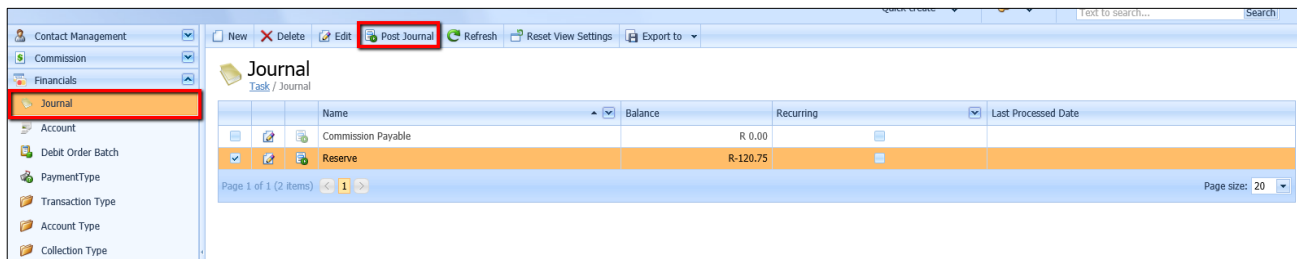 Quick create
Text to search...
Search
Contact Management
Commission
Financials
Journal
Account
Debit Order Batch
PaymentType
Transaction Type
Account Type
Collection Type
New Delete Edit Post Journal Refresh Reset View Settings Export to
Journal
Task / Journal
Name Balance Recurring Last Processed Date
Commission Payable R 0.00
Reserve R-120.75
Page 1 of 1 (2 items) 1 Page size: 20